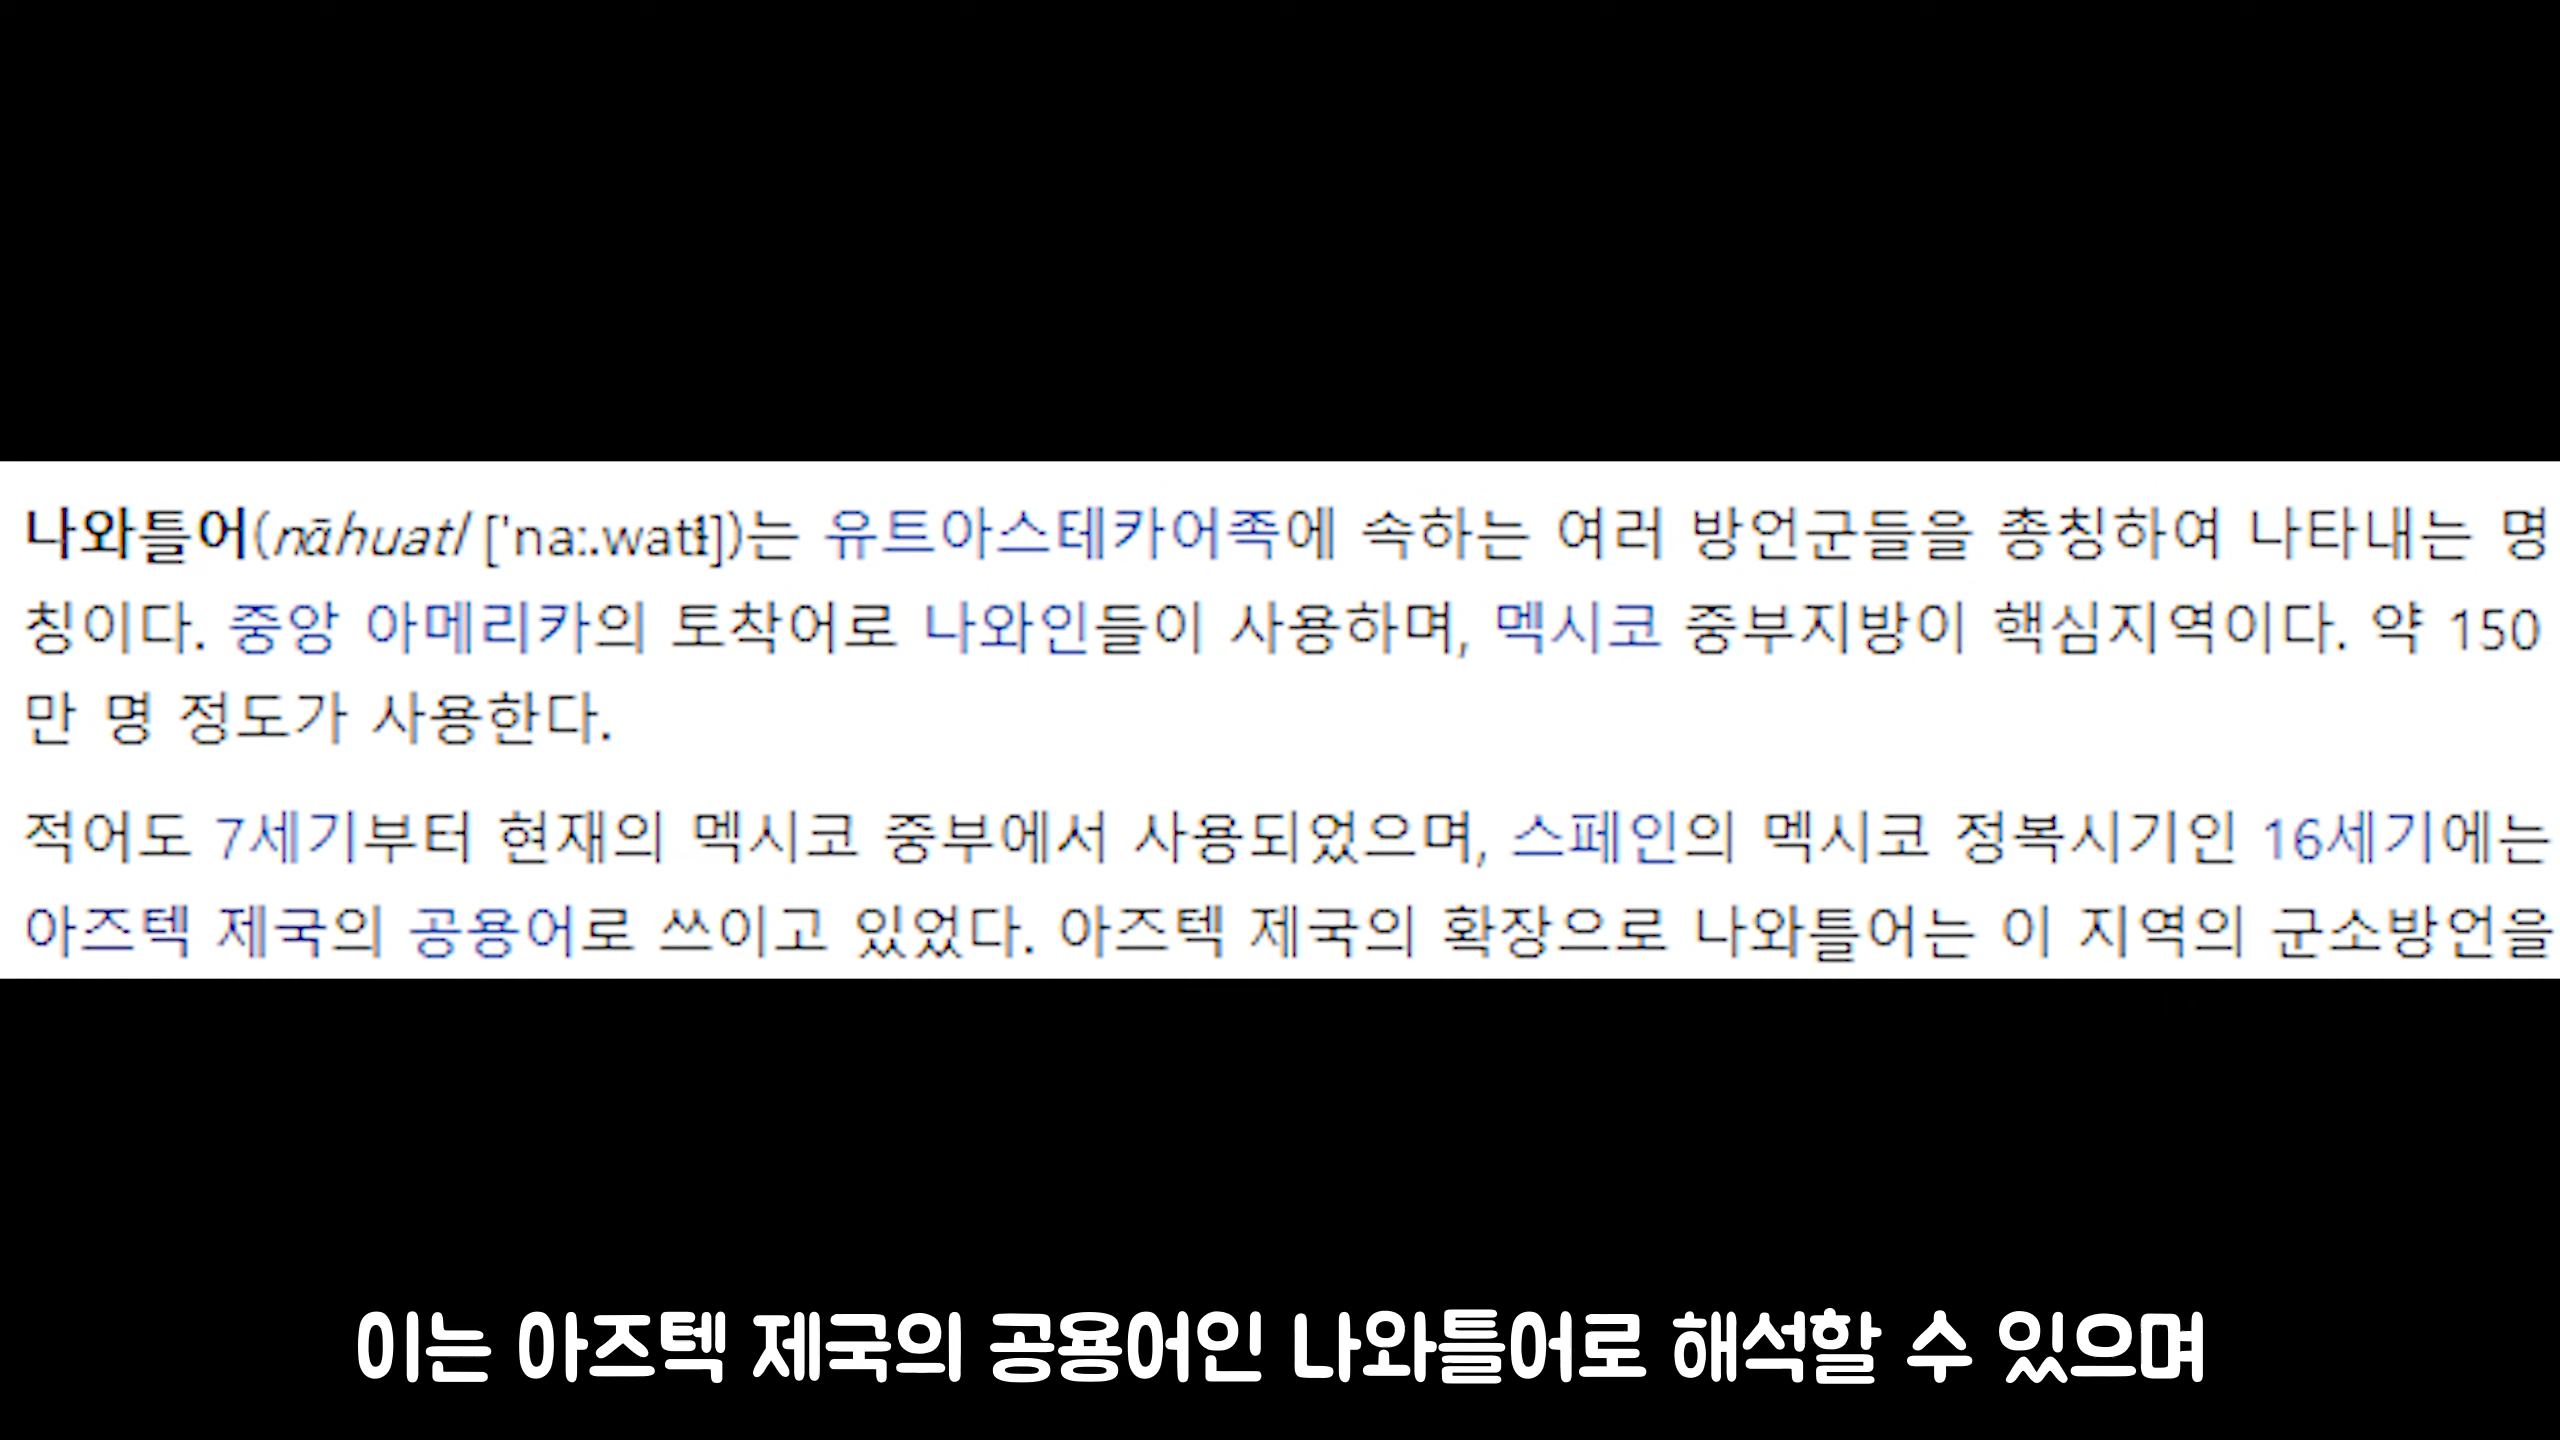 나와틀어(nāhuatl ['naː.watɬ])는 유트아스테카어족에 속하는 여러 방언군들을 총칭하여 나타내는 명
칭이다. 중앙 아메리카의 토착어로 나와인들이 사용하며, 멕시코 중부지방이 핵심지역이다. 약 150
만 명 정도가 사용한다.
적어도 7세기부터 현재의 멕시코 중부에서 사용되었으며, 스페인의 멕시코 정복시기인 16세기에는
아즈텍 제국의 공용어로 쓰이고 있었다. 아즈텍 제국의 확장으로 나와틀어는 이 지역의 군소방언을
이는 아즈텍 제국의 공용어인 나와틀어로 해석할 수 있으며